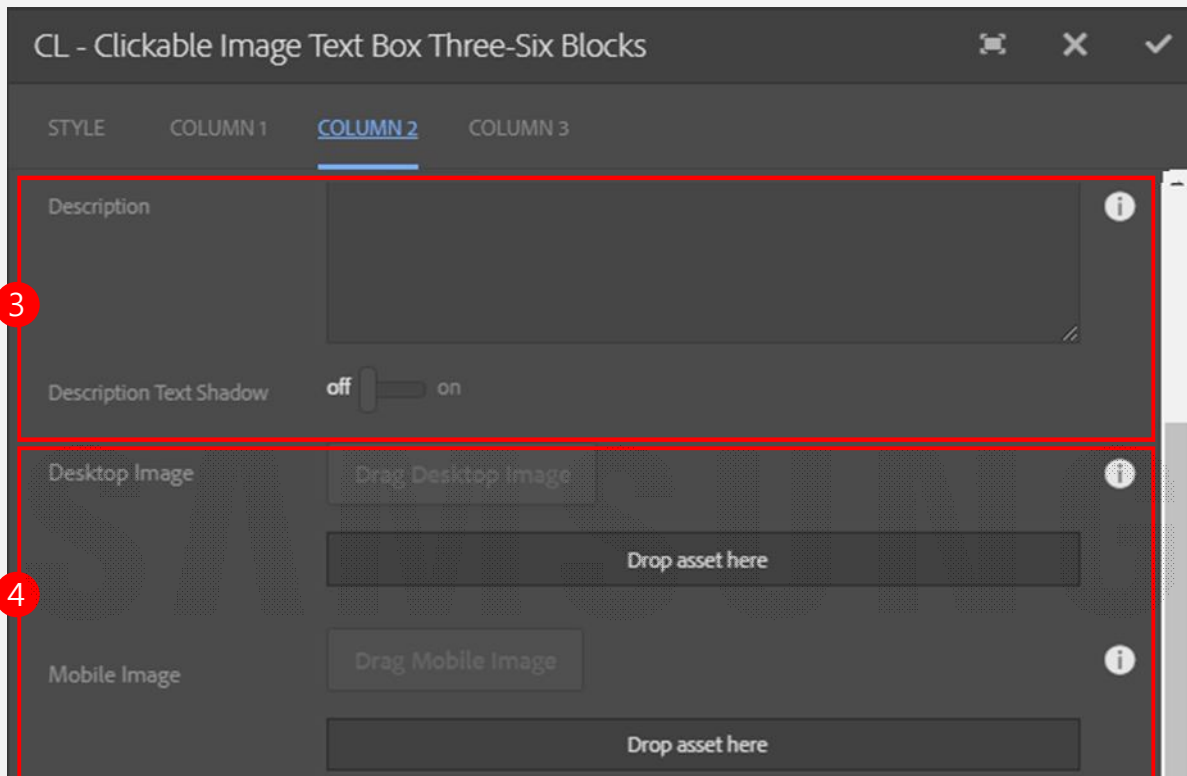 CL - Clickable Image Text Box Three-Six Blocks
STYLE COLUMN 1 COLUMN 2 COLUMN 3
Description
3
Description Text Shadow off on
Desktop Image Drag Desktop Image
SAMSUNG
Drop asset here
4
Mobile Image Drag Mobile Image
Drop asset here